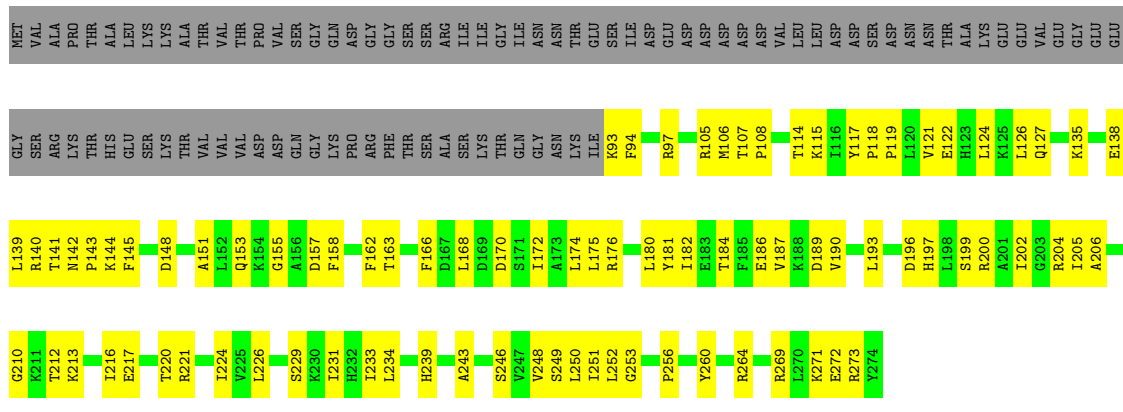 MET VAL ALA PRO THR ALA LEU LYS LYS ALA THR VAL THR PRO VAL SER GLY GLN ASP GLY GLY SER SER ARG ILE ILE GLY ILE ASN ASN THR GLU SER ILE ASP GLU ASP ASP ASP ASP VAL LEU LEU ASP ASP SER ASP ASN ASN THR ALA LYS GLU GLU VAL GLU GLY GLU GLU
GLY SER ARG LYS THR HIS GLU SER LYS THR VAL VAL VAL ASP ASP GLN GLY LYS PRO ARG PHE THR SER ALA SER LYS THR GLN GLY ASN LYS ILE K93 F94 R97 R105 M106 T107 P108 T114 K115 I116 Y117 P118 P119 L120 V121 E122 H123 L124 K125 L126 Q127 K135 E138
L139 R140 T141 N142 P143 K144 F145 D148 A151 L152 Q153 K154 G155 A156 D157 F158 F162 T163 F166 D167 L168 D169 D170 S171 I172 A173 L174 L175 R176 L180 Y181 I182 E183 T184 F185 E186 V187 K188 D189 V190 L193 D196 H197 L198 S199 R200 A201 I202 G203 R204 I205 A206
G210 K211 T212 K213 I216 E217 T220 R221 I224 V225 L226 S229 K230 I231 H232 I233 L234 H239 A243 S246 V247 V248 S249 L250 I251 L252 G253 P256 Y260 R264 R269 L270 K271 E272 R273 Y274